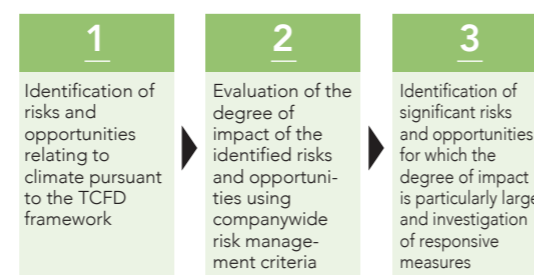 1
Identification of
risks and
opportunities
relating to
climate pursuant
to the TCFD
framework
2
Evaluation of the
degree of
impact of the
identified risks
and opportuni-
ties using
companywide
risk manage-
ment criteria
3
Identification of
significant risks
and opportunities
for which the
degree of impact
is particularly large
and investigation
of responsive
measures